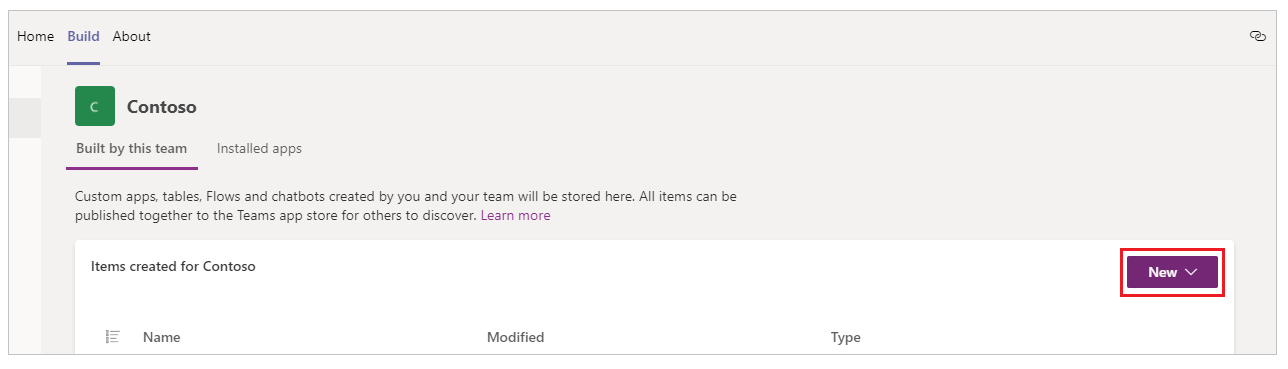 Home Build About
C Contoso
Built by this team Installed apps
Custom apps, tables, Flows and chatbots created by you and your team will be stored here. All items can be
published together to the Teams app store for others to discover. Learn more
Items created for Contoso New
Name Modified Type